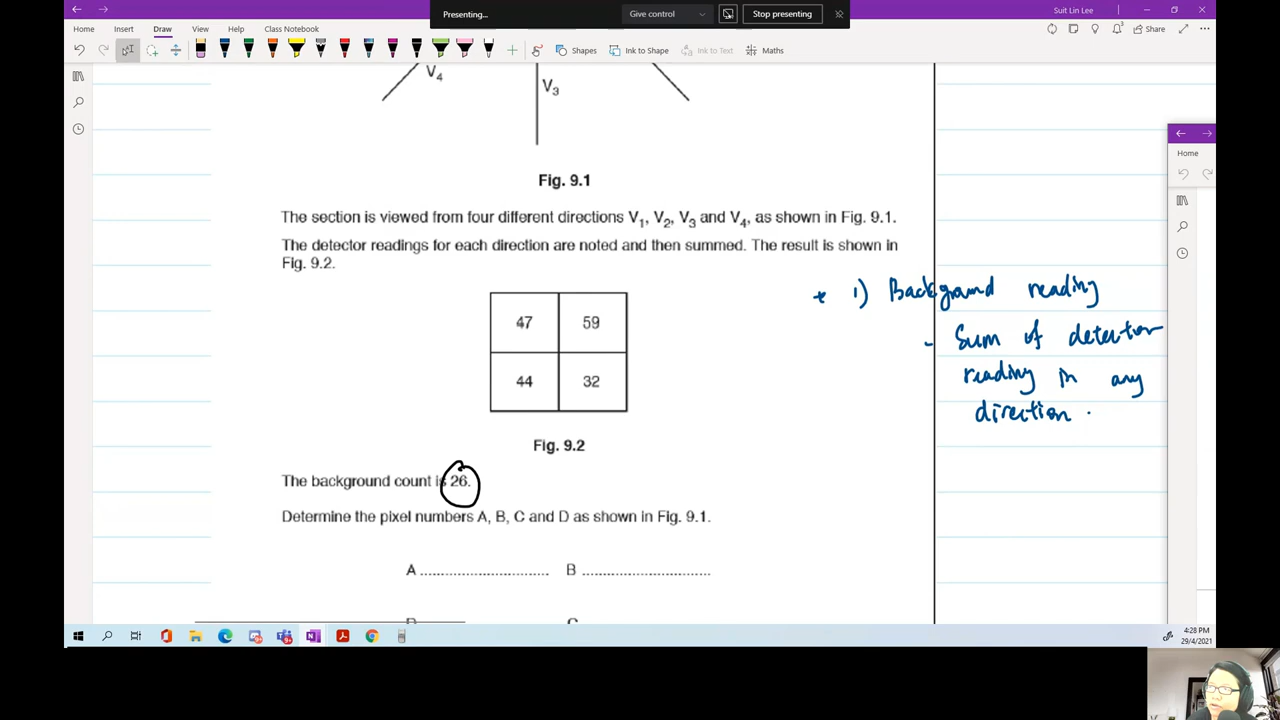 Presenting...
Give control
Stop presenting
Suit Lin Lee
Home
Insert
Draw
View
Help
Class Notebook
Share
Shapes
Ink to Shape
Ink to Text
Maths
V4
V3
Fig. 9.1
The section is viewed from four different directions V1, V2, V3 and V4, as shown in Fig. 9.1.
The detector readings for each direction are noted and then summed. The result is shown in
Fig. 9.2.
47 59
44 32
Fig. 9.2
The background count is 26.
Determine the pixel numbers A, B, C and D as shown in Fig. 9.1.
A ................................ B ................................
* 1) Background reading
- Sum of detector
reading in any
direction.
Home
4:28 PM
29/4/2021